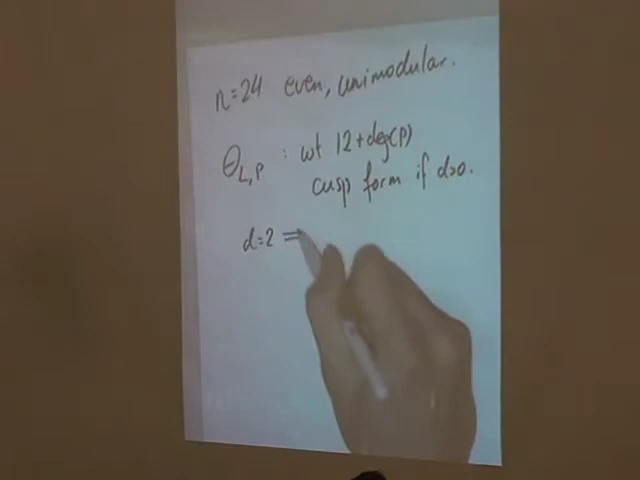 n=24 even, unimodular.
Θ_{L,P} : wt 12+deg(P)
cusp form if d>0.
d=2 ⇒